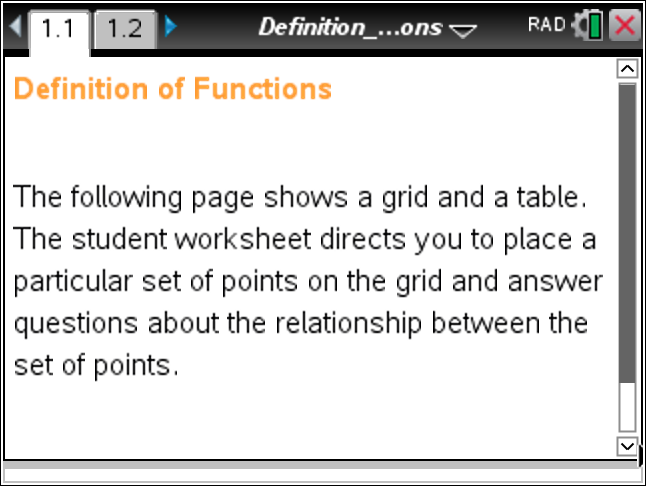 1.1 1.2 Definition_...ons RAD
Definition of Functions
The following page shows a grid and a table.
The student worksheet directs you to place a
particular set of points on the grid and answer
questions about the relationship between the
set of points.